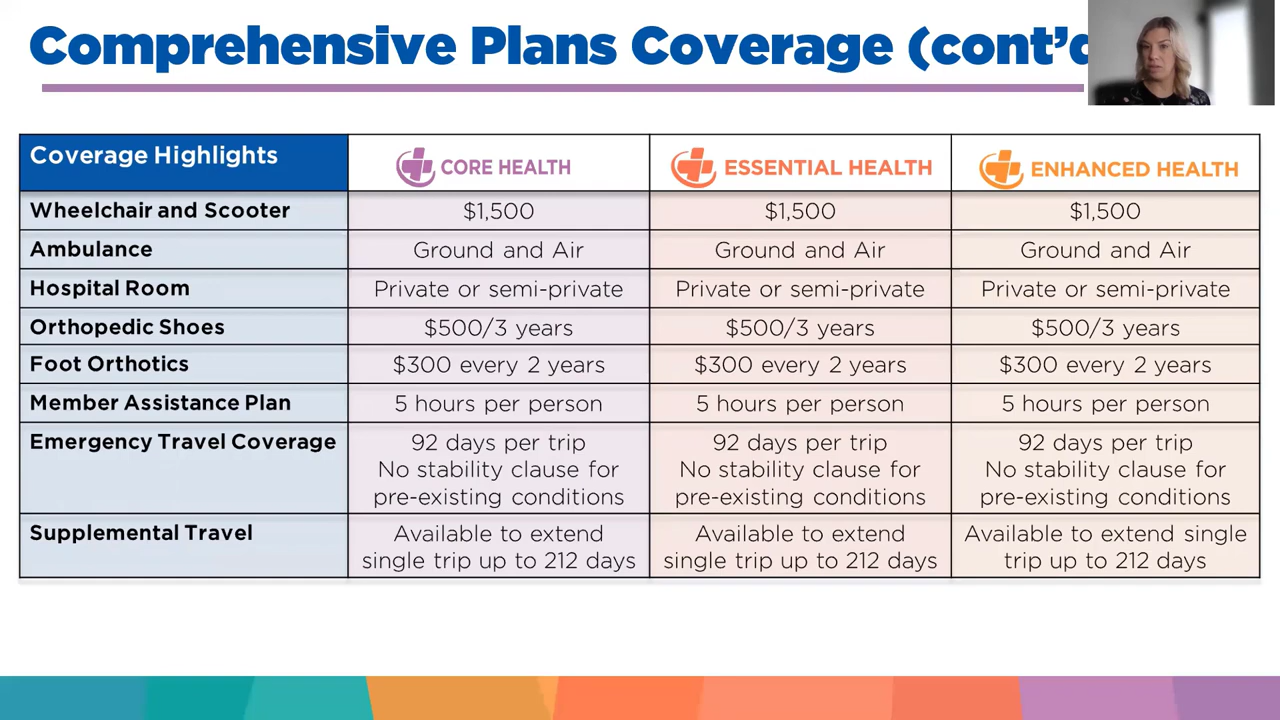 Comprehensive Plans Coverage (cont'd
Coverage Highlights CORE HEALTH ESSENTIAL HEALTH ENHANCED HEALTH
Wheelchair and Scooter $1,500 $1,500 $1,500
Ambulance Ground and Air Ground and Air Ground and Air
Hospital Room Private or semi-private Private or semi-private Private or semi-private
Orthopedic Shoes $500/3 years $500/3 years $500/3 years
Foot Orthotics $300 every 2 years $300 every 2 years $300 every 2 years
Member Assistance Plan 5 hours per person 5 hours per person 5 hours per person
Emergency Travel Coverage 92 days per trip 92 days per trip 92 days per trip
No stability clause for No stability clause for No stability clause for
pre-existing conditions pre-existing conditions pre-existing conditions
Supplemental Travel Available to extend Available to extend Available to extend single
single trip up to 212 days single trip up to 212 days trip up to 212 days